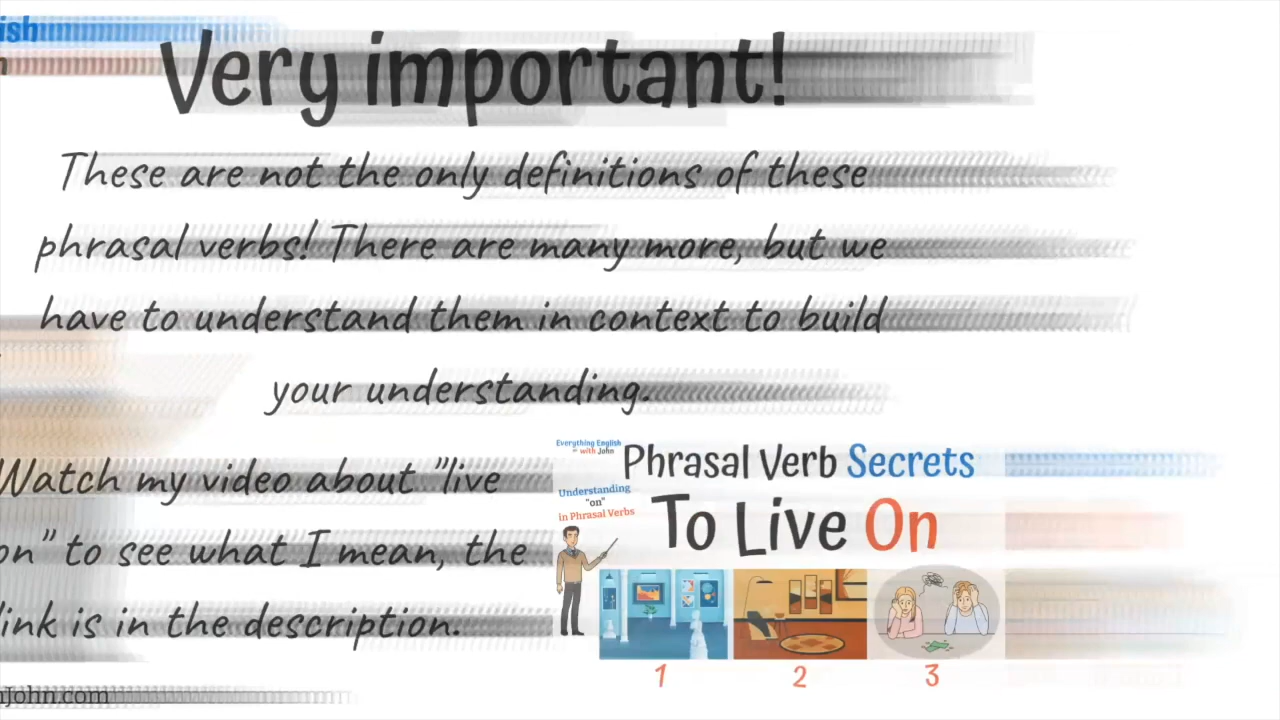 ish
Very important!
These are not the only definitions of these
phrasal verbs! There are many more, but we
have to understand them in context to build
your understanding.
Watch my video about "live
on" to see what I mean, the
link is in the description.
Everything English
with John
Phrasal Verb Secrets
Understanding
"on"
in Phrasal Verbs
To Live On
1 2 3
nJohn.com